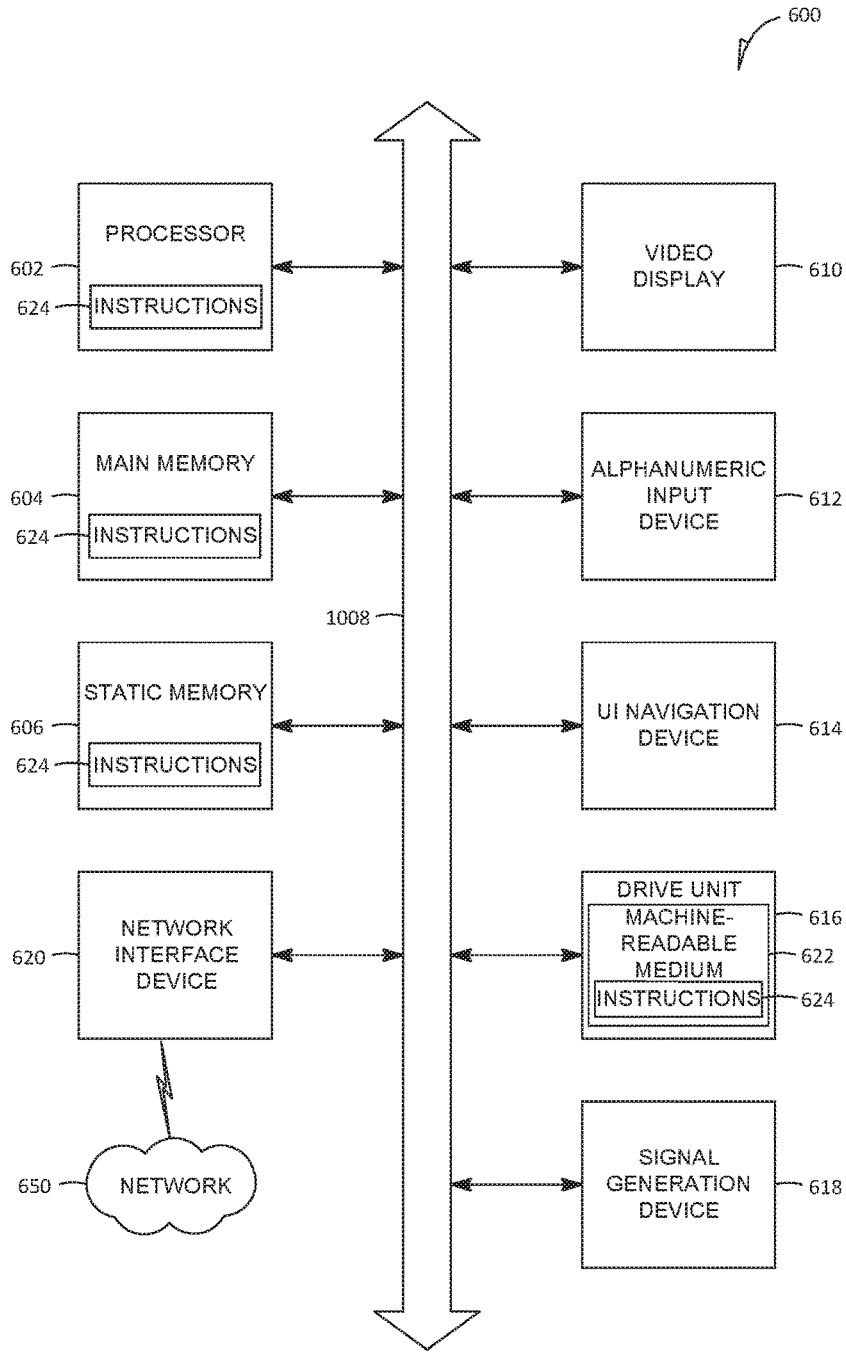 600
PROCESSOR
602
624
INSTRUCTIONS
VIDEO
DISPLAY
610
MAIN MEMORY
604
624
INSTRUCTIONS
ALPHANUMERIC
INPUT
DEVICE
612
1008
STATIC MEMORY
606
624
INSTRUCTIONS
UI NAVIGATION
DEVICE
614
NETWORK
INTERFACE
DEVICE
620
DRIVE UNIT
616
MACHINE-
READABLE
MEDIUM
622
INSTRUCTIONS
624
650
NETWORK
SIGNAL
GENERATION
DEVICE
618